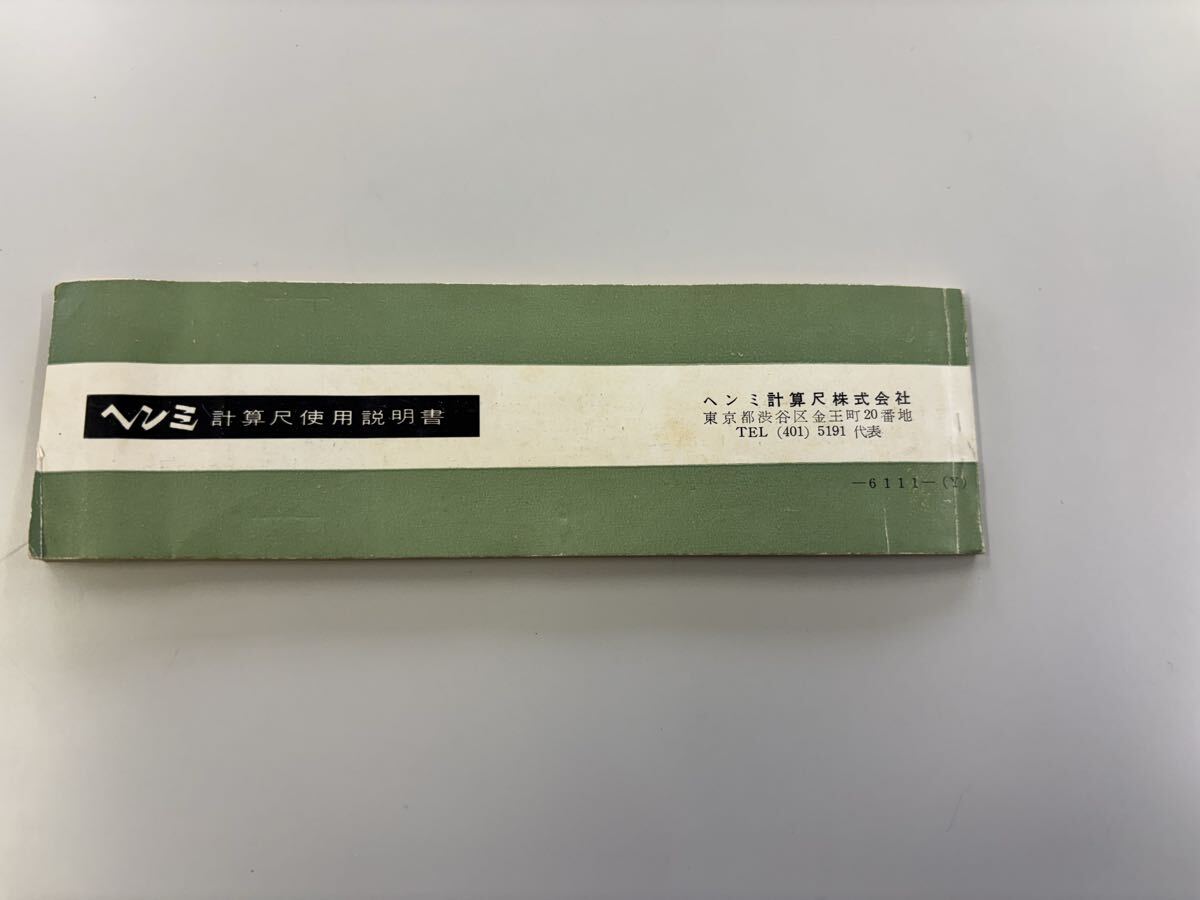 ヘンミ 計算尺使用説明書
ヘンミ計算尺株式会社
東京都渋谷区金王町20番地
TEL (401) 5191 代表
―6111―(Y)